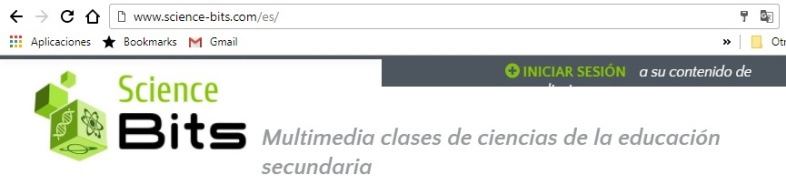 www.science-bits.com/es/
Aplicaciones Bookmarks Gmail » Otr
INICIAR SESIÓN a su contenido de
Science
Bits
Multimedia clases de ciencias de la educación
secundaria